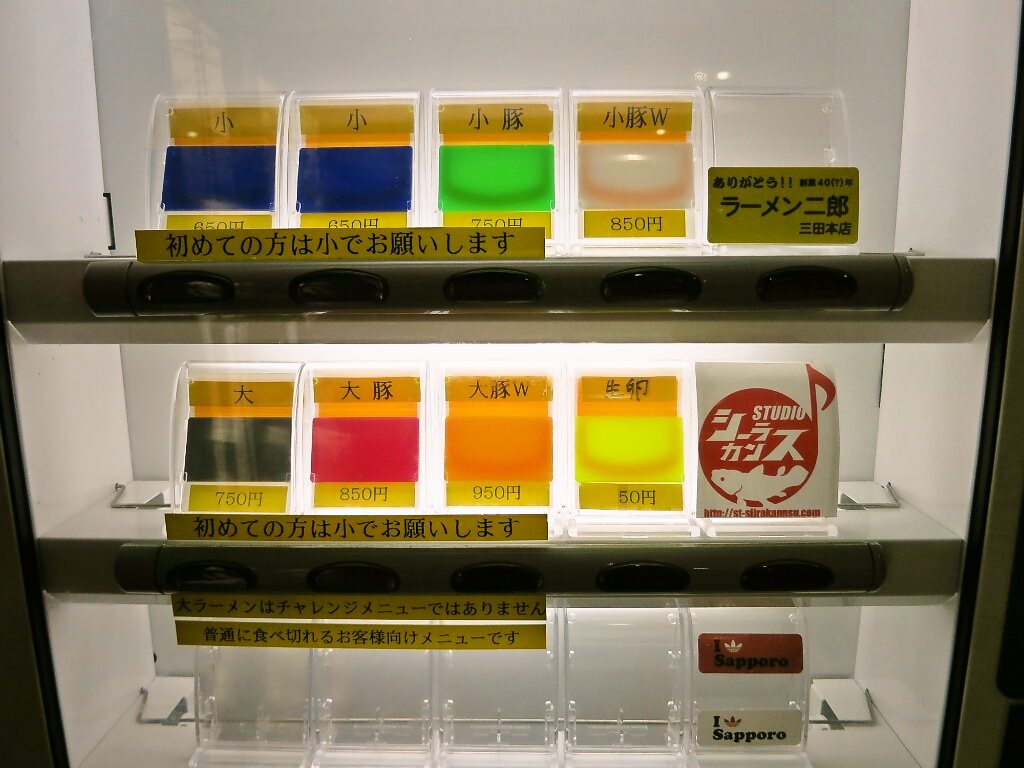 小
小
小 豚
小豚W
650円
650円
750円
850円
ありがとう!! 創業40(?)年
ラーメン二郎
三田本店
初めての方は小でお願いします
大
大 豚
大豚W
生卵
750円
850円
950円
50円
STUDIO
シーラ
カンス
http://st-siirakannsu.com
初めての方は小でお願いします
大ラーメンはチャレンジメニューではありません
普通に食べ切れるお客様向けメニューです
I
Sapporo
I
Sapporo